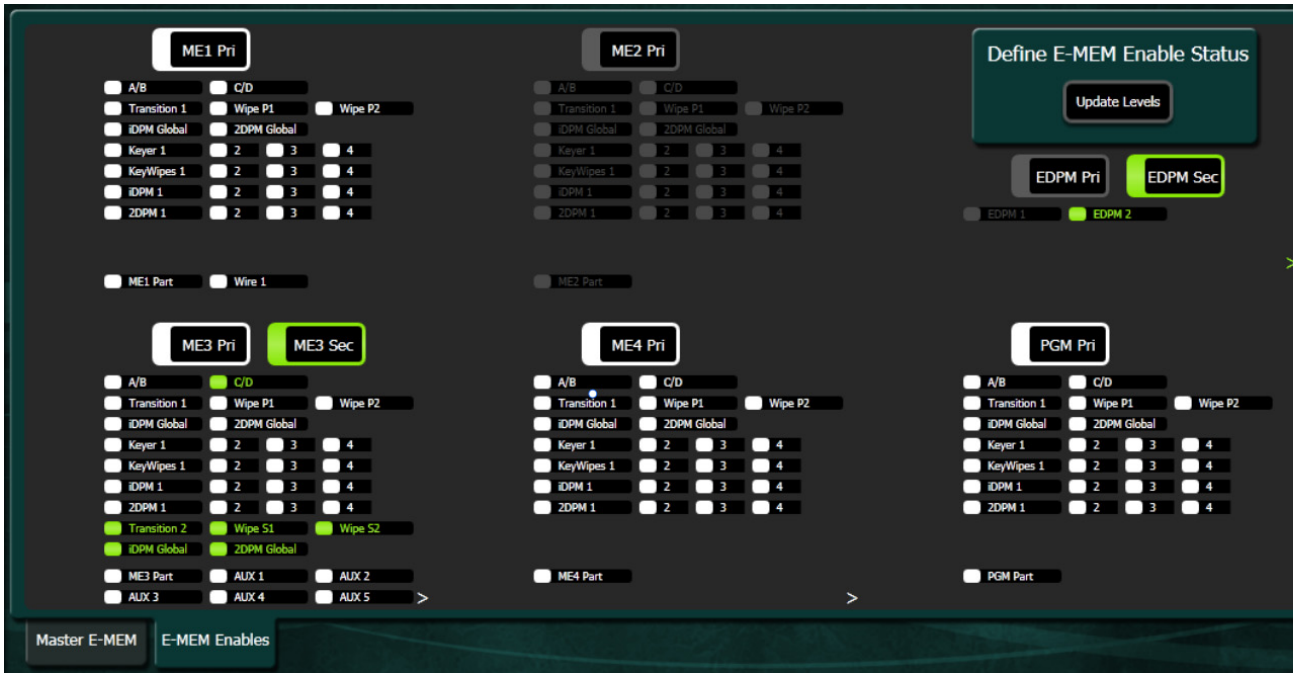 ME1 Pri
A/B C/D
Transition 1 Wipe P1 Wipe P2
iDPM Global 2DPM Global
Keyer 1 2 3 4
KeyWipes 1 2 3 4
iDPM 1 2 3 4
2DPM 1 2 3 4
ME1 Part Wire 1
ME2 Pri
A/B C/D
Transition 1 Wipe P1 Wipe P2
iDPM Global 2DPM Global
Keyer 1 2 3 4
KeyWipes 1 2 3 4
iDPM 1 2 3 4
2DPM 1 2 3 4
ME2 Part
Define E-MEM Enable Status
Update Levels
EDPM Pri EDPM Sec
EDPM 1 EDPM 2
>
ME3 Pri ME3 Sec
A/B C/D
Transition 1 Wipe P1 Wipe P2
iDPM Global 2DPM Global
Keyer 1 2 3 4
KeyWipes 1 2 3 4
iDPM 1 2 3 4
2DPM 1 2 3 4
Transition 2 Wipe S1 Wipe S2
iDPM Global 2DPM Global
ME3 Part AUX 1 AUX 2
AUX 3 AUX 4 AUX 5 >
ME4 Pri
A/B C/D
Transition 1 Wipe P1 Wipe P2
iDPM Global 2DPM Global
Keyer 1 2 3 4
KeyWipes 1 2 3 4
iDPM 1 2 3 4
2DPM 1 2 3 4
ME4 Part
>
PGM Pri
A/B C/D
Transition 1 Wipe P1 Wipe P2
iDPM Global 2DPM Global
Keyer 1 2 3 4
KeyWipes 1 2 3 4
iDPM 1 2 3 4
2DPM 1 2 3 4
PGM Part
Master E-MEM E-MEM Enables